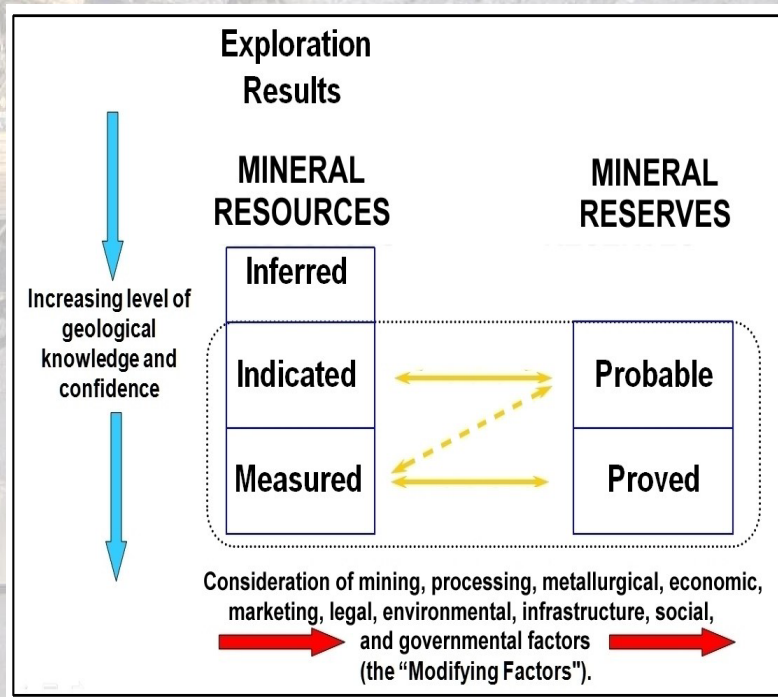 Exploration
Results
MINERAL
RESOURCES
MINERAL
RESERVES
Inferred
Increasing level of
geological
knowledge and
confidence
Indicated
Probable
Measured
Proved
Consideration of mining, processing, metallurgical, economic,
marketing, legal, environmental, infrastructure, social,
and governmental factors
(the “Modifying Factors").